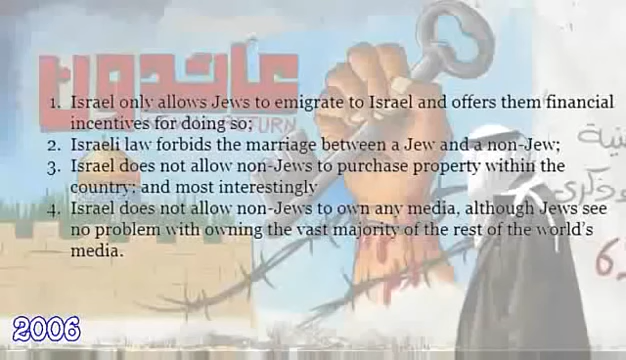 عائدون
WE WILL RETURN
1. Israel only allows Jews to emigrate to Israel and offers them financial
incentives for doing so;
2. Israeli law forbids the marriage between a Jew and a non-Jew;
3. Israel does not allow non-Jews to purchase property within the
country; and most interestingly
4. Israel does not allow non-Jews to own any media, although Jews see
no problem with owning the vast majority of the rest of the world's
media.
2006